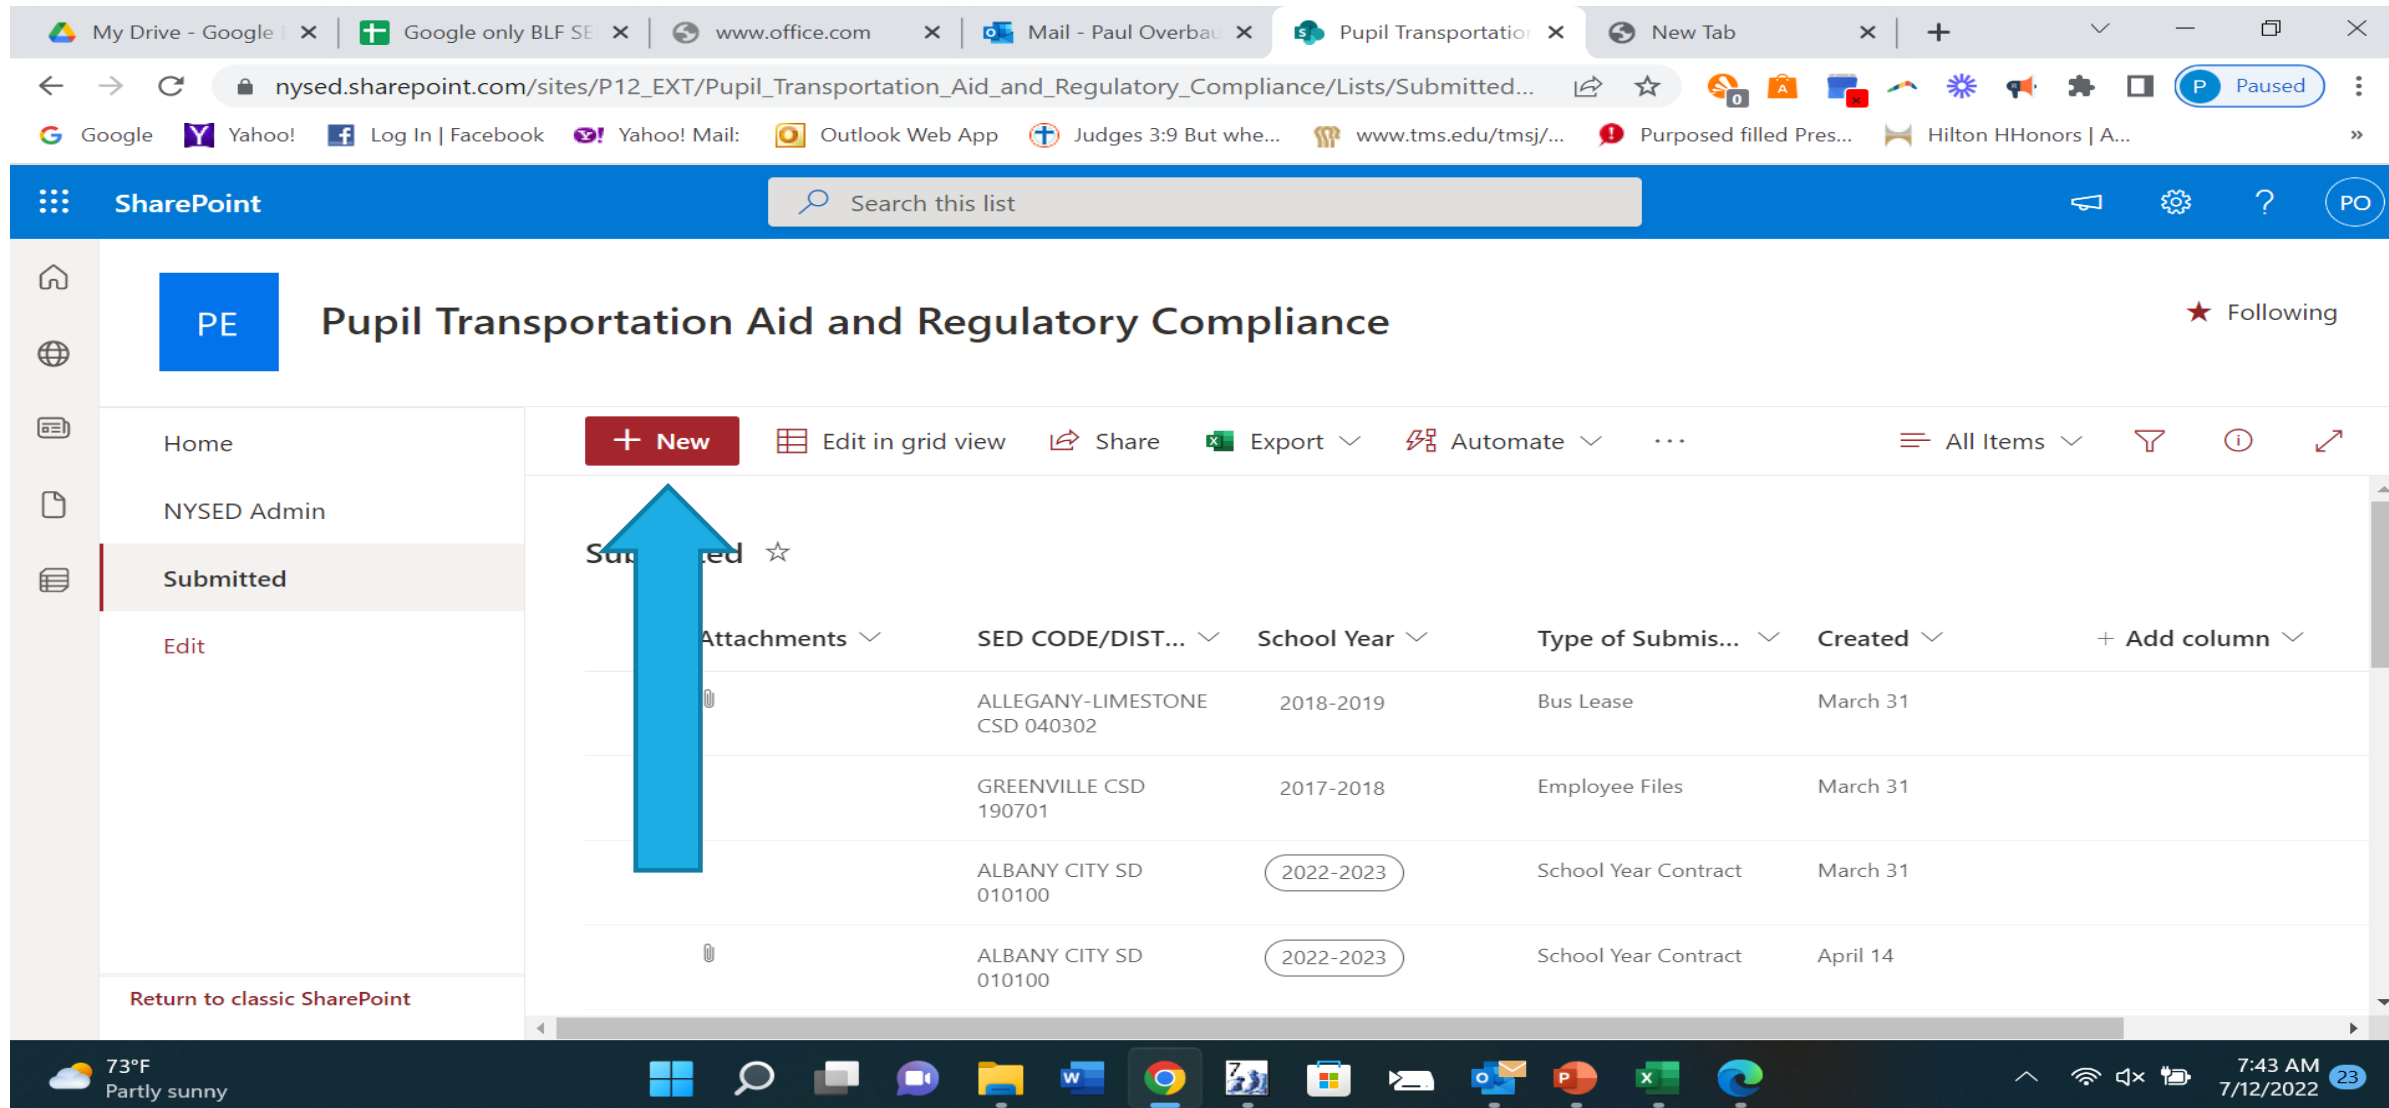 My Drive - Google
Google only BLF SE
www.office.com
Mail - Paul Overbau
Pupil Transportation
New Tab
nysed.sharepoint.com/sites/P12_EXT/Pupil_Transportation_Aid_and_Regulatory_Compliance/Lists/Submitted...
0
A
P Paused
G Google
Yahoo!
Log In | Facebook
Yahoo! Mail:
Outlook Web App
Judges 3:9 But whe...
www.tms.edu/tmsj/...
Purposed filled Pres...
Hilton HHonors | A...
»
SharePoint
Search this list
?
PO
PE
Pupil Transportation Aid and Regulatory Compliance
Following
Home
NYSED Admin
Submitted
Edit
Return to classic SharePoint
+ New
Edit in grid view
Share
Export
Automate
...
All Items
Attachments
SED CODE/DIST...
School Year
Type of Submis...
Created
+ Add column
ALLEGANY-LIMESTONE
CSD 040302
2018-2019
Bus Lease
March 31
GREENVILLE CSD
190701
2017-2018
Employee Files
March 31
ALBANY CITY SD
010100
2022-2023
School Year Contract
March 31
ALBANY CITY SD
010100
2022-2023
School Year Contract
April 14
73°F
Partly sunny
7:43 AM
7/12/2022
23